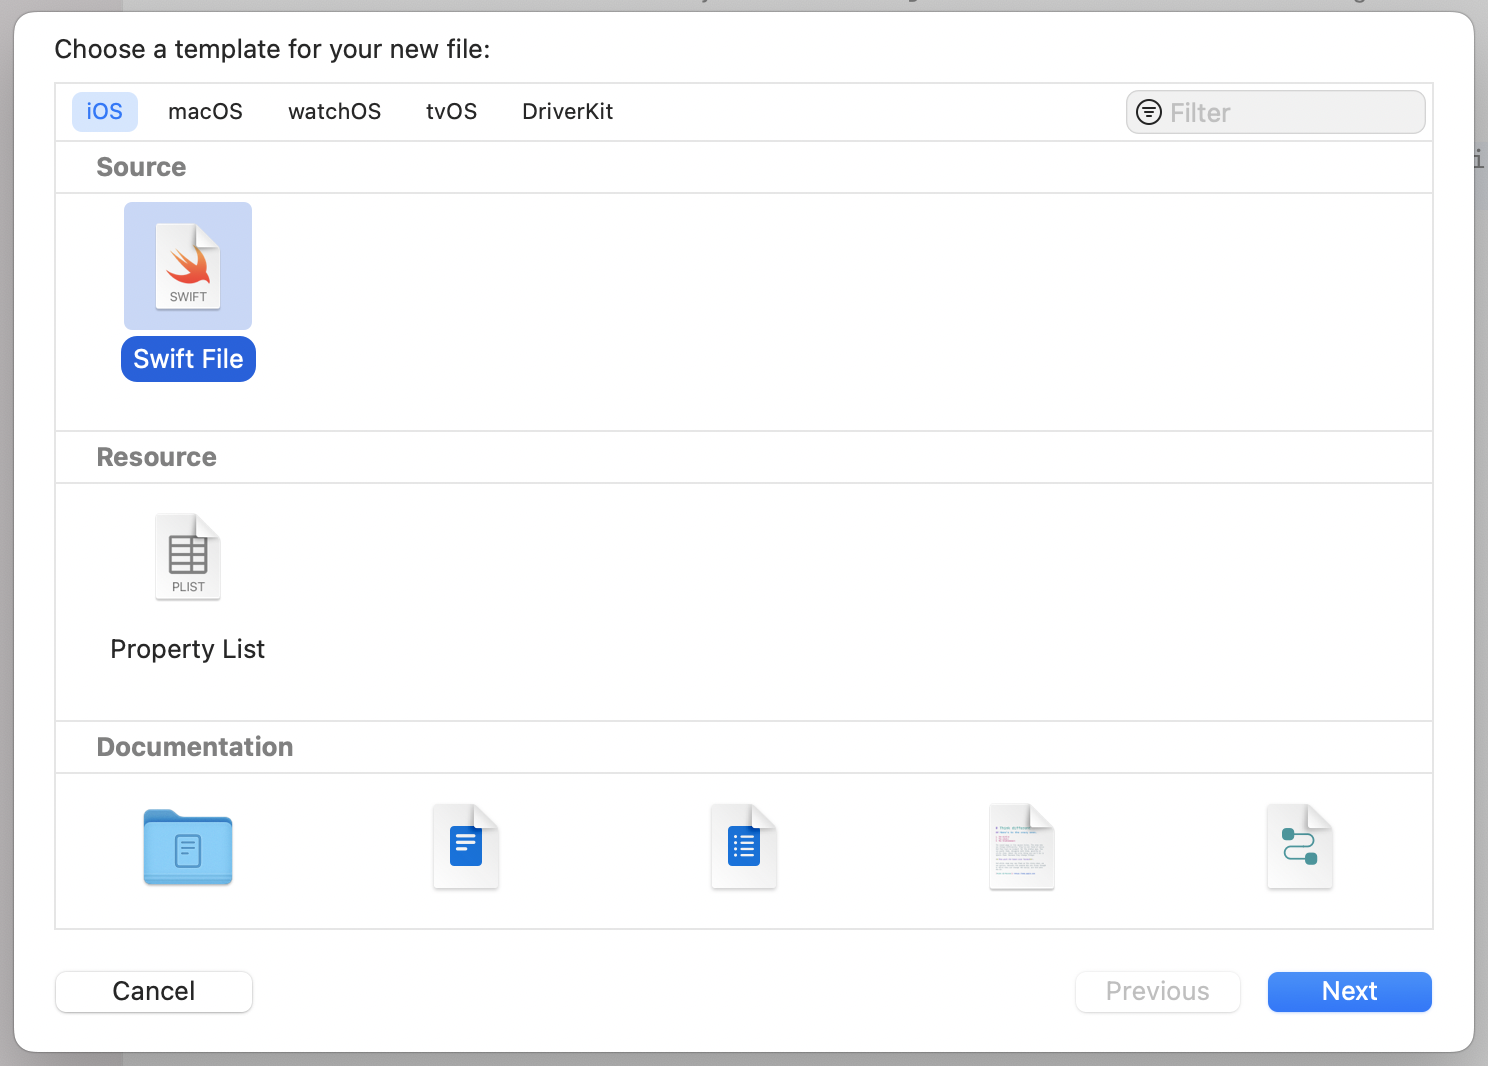 Choose a template for your new file:
iOS macOS watchOS tvOS DriverKit Filter
Source
SWIFT
Swift File
Resource
PLIST
Property List
Documentation
Cancel Previous Next